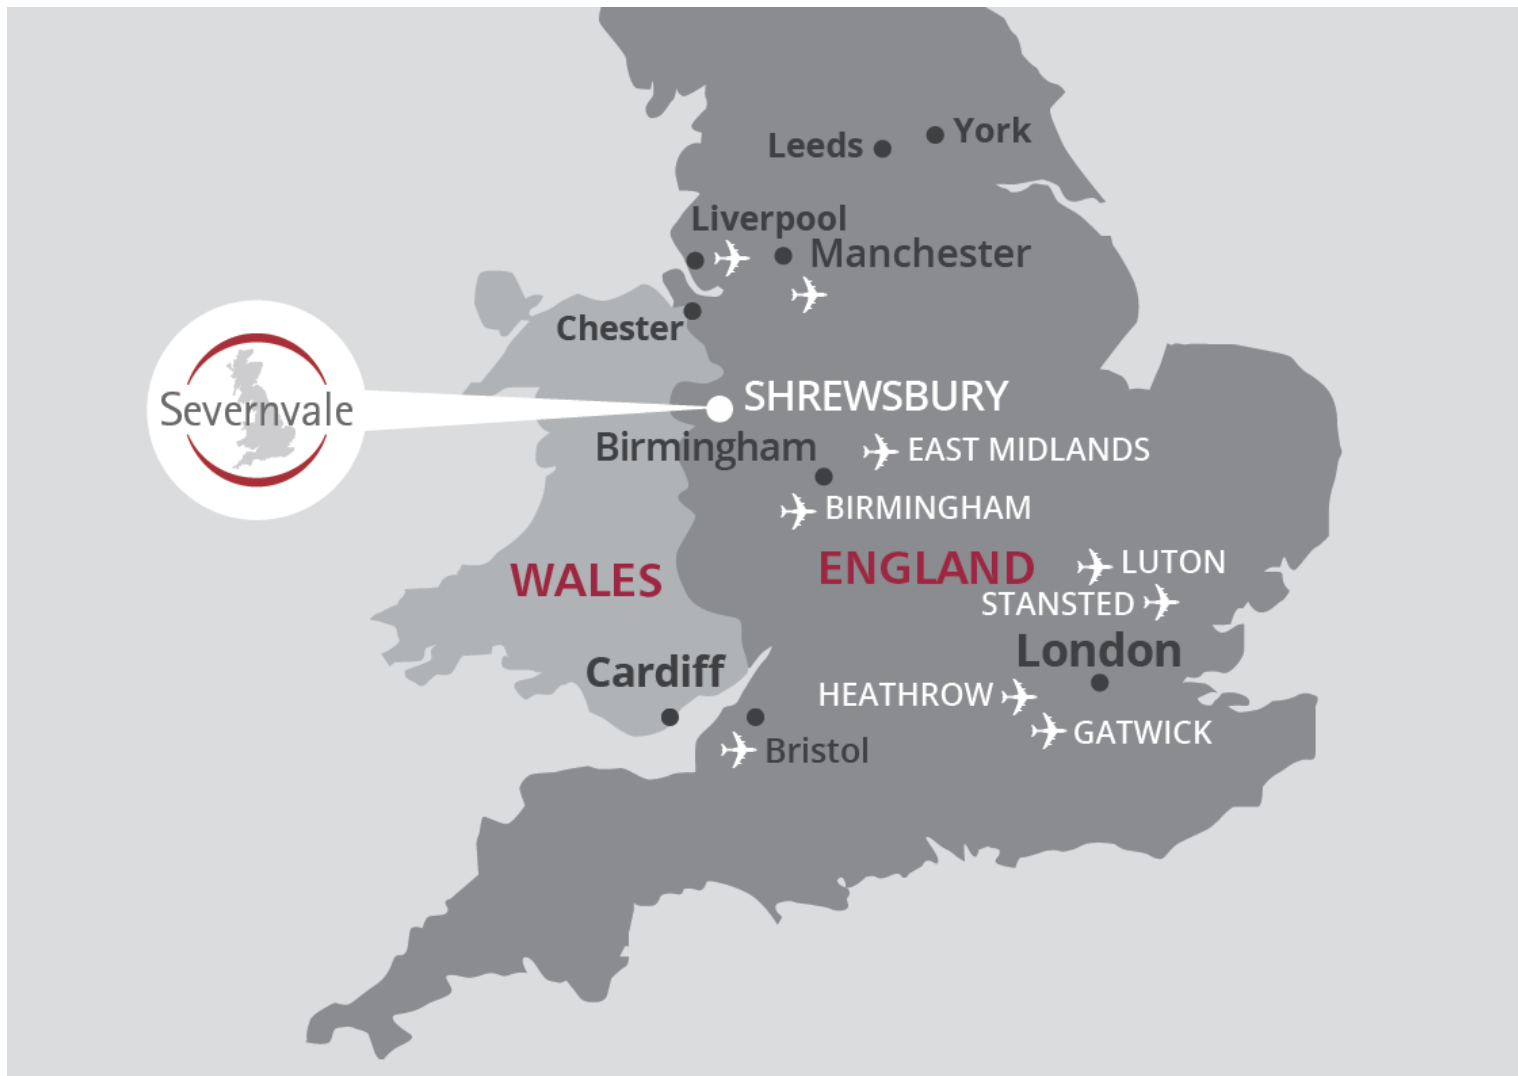 Leeds
York
Liverpool
Manchester
Chester
SHREWSBURY
Severnvale
Birmingham
EAST MIDLANDS
BIRMINGHAM
WALES
ENGLAND
LUTON
STANSTED
London
Cardiff
HEATHROW
GATWICK
Bristol